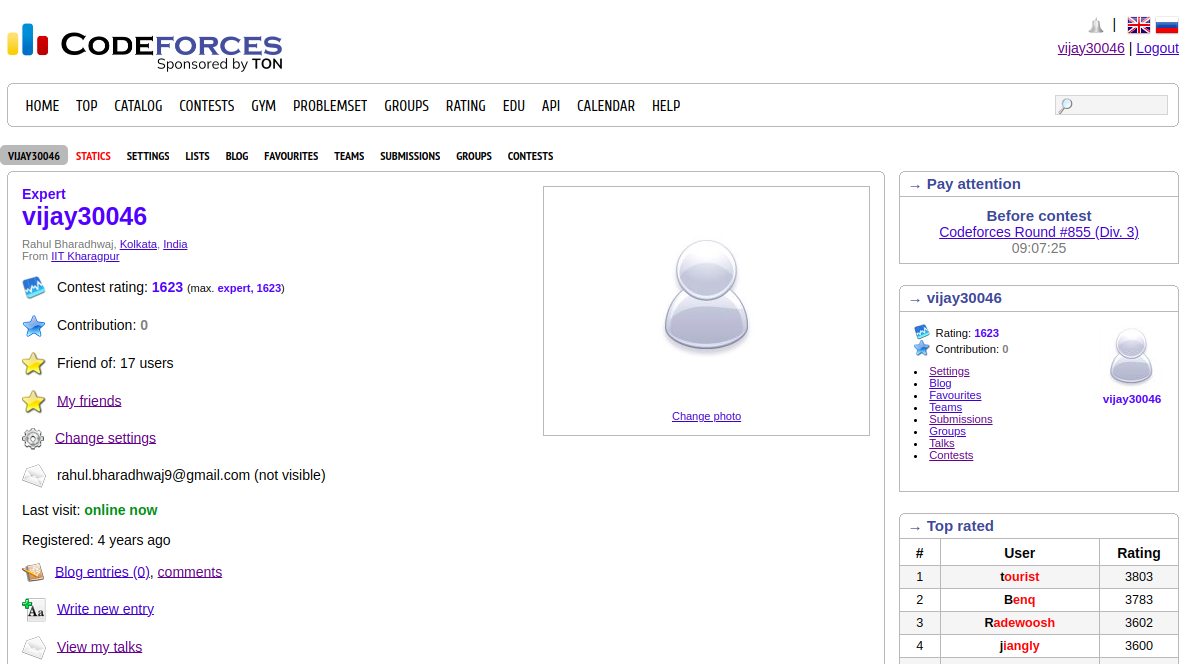 CODEFORCES
Sponsored by TON
|
vijay30046 | Logout
HOME TOP CATALOG CONTESTS GYM PROBLEMSET GROUPS RATING EDU API CALENDAR HELP
VIJAY30046 STATICS SETTINGS LISTS BLOG FAVOURITES TEAMS SUBMISSIONS GROUPS CONTESTS
Expert
vijay30046
Rahul Bharadhwaj, Kolkata, India
From IIT Kharagpur
Contest rating: 1623 (max. expert, 1623)
Contribution: 0
Friend of: 17 users
My friends
Change settings
rahul.bharadhwaj9@gmail.com (not visible)
Last visit: online now
Registered: 4 years ago
Blog entries (0), comments
Aa Write new entry
View my talks
Change photo
→ Pay attention
Before contest
Codeforces Round #855 (Div. 3)
09:07:25
→ vijay30046
Rating: 1623
Contribution: 0
• Settings
• Blog
• Favourites
• Teams
• Submissions
• Groups
• Talks
• Contests
vijay30046
→ Top rated
# User Rating
1 tourist 3803
2 Benq 3783
3 Radewoosh 3602
4 jiangly 3600